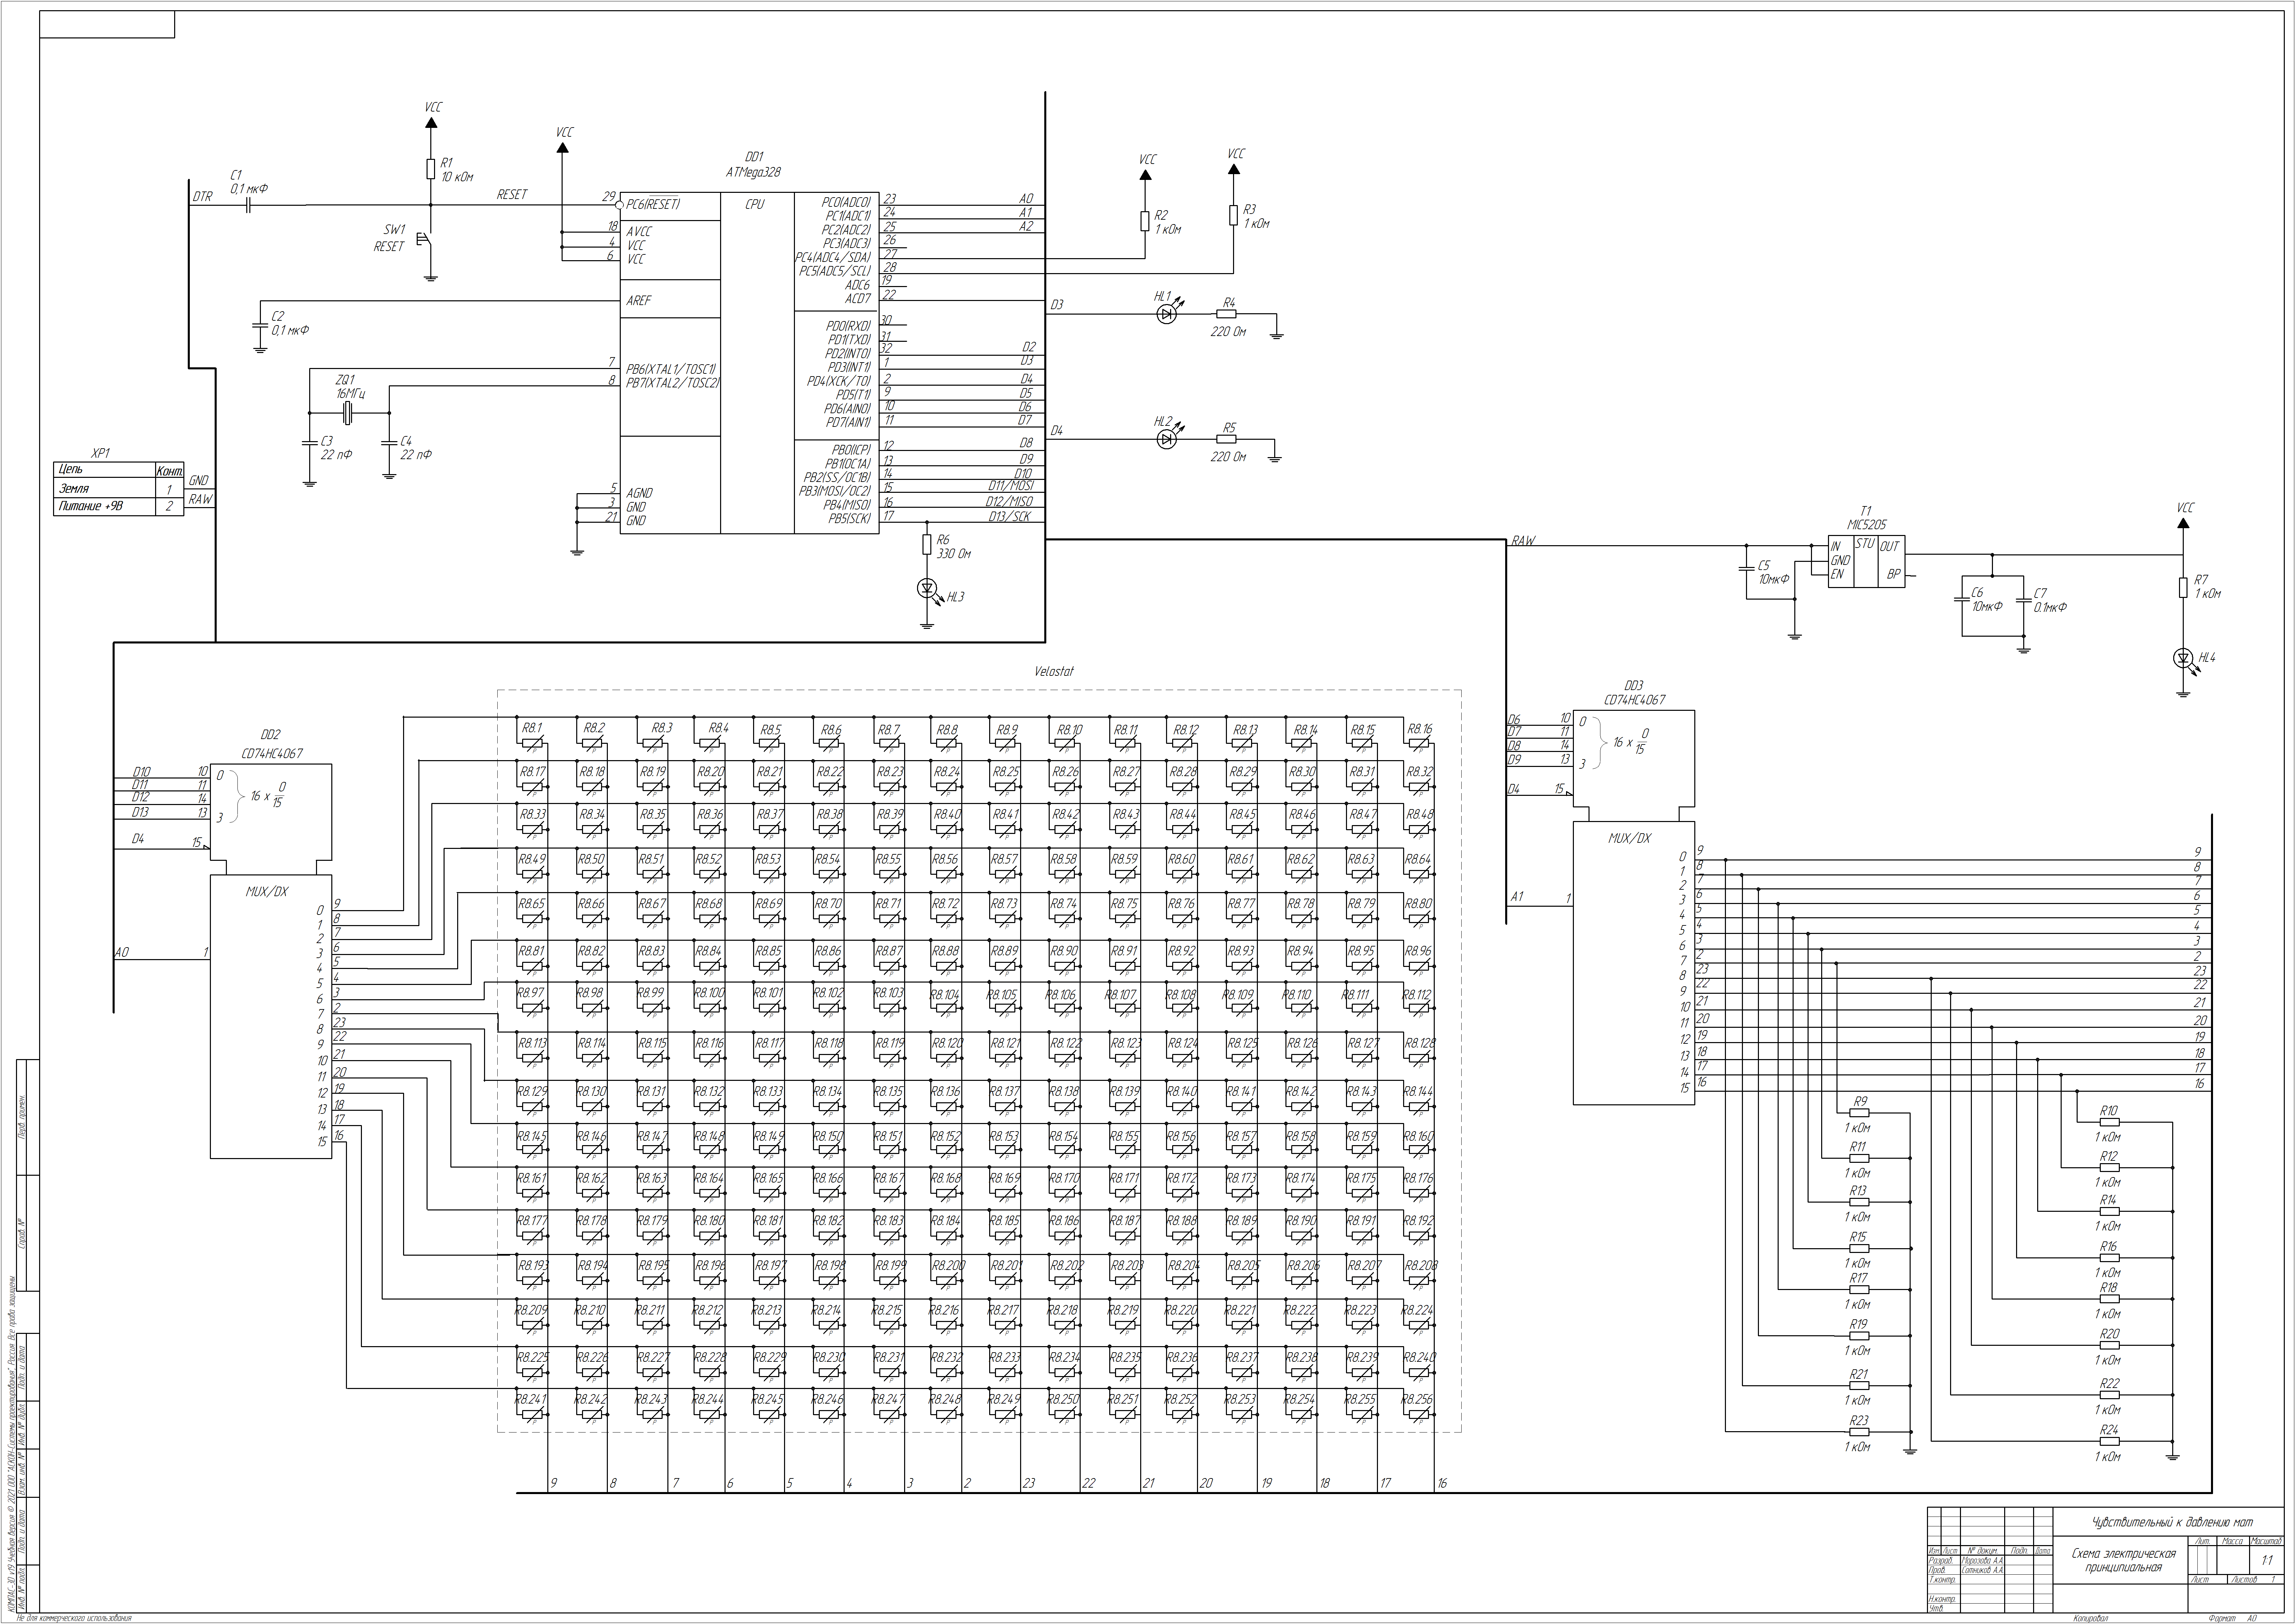 VCC
R1
10 кОм
C1
0,1 мкФ
DTR
RESET
SW1
RESET
VCC
DD1
ATMega328
29
PC6(RESET)
18
AVCC
4
VCC
6
VCC
AREF
C2
0,1 мкФ
7
PB6(XTAL1/TOSC1)
8
PB7(XTAL2/TOSC2)
ZQ1
16МГц
C3
22 пФ
C4
22 пФ
5
AGND
3
GND
21
GND
CPU
PC0(ADC0) 23 A0
PC1(ADC1) 24 A1
PC2(ADC2) 25 A2
PC3(ADC3) 26
PC4(ADC4/SDA) 27
PC5(ADC5/SCL) 28
ADC6 19
ACD7 22
PD0(RXD) 30
PD1(TXD) 31
PD2(INT0) 32 D2
PD3(INT1) 1 D3
PD4(XCK/T0) 2 D4
PD5(T1) 9 D5
PD6(AIN0) 10 D6
PD7(AIN1) 11 D7
PB0(ICP) 12 D8
PB1(OC1A) 13 D9
PB2(SS/OC1B) 14 D10
PB3(MOSI/OC2) 15 D11/MOSI
PB4(MISO) 16 D12/MISO
PB5(SCK) 17 D13/SCK
R6
330 Ом
HL3
VCC
R2
1 кОм
VCC
R3
1 кОм
D3
HL1
R4
220 Ом
D4
HL2
R5
220 Ом
XP1
Цепь Конт.
Земля 1 GND
Питание +9В 2 RAW
RAW
C5
10мкФ
T1
MIC5205
IN STU OUT
GND
EN BP
C6
10мкФ
C7
0.1мкФ
VCC
R7
1 кОм
HL4
DD2
CD74HC4067
D10 10 0
D11 11
D12 14
D13 13 3
16 x 0
15
D4 15
MUX/DX
A0 1
0 9
1 8
2 7
3 6
4 5
5 4
6 3
7 2
8 23
9 22
10 21
11 20
12 19
13 18
14 17
15 16
Velostat
R8.1 R8.2 R8.3 R8.4 R8.5 R8.6 R8.7 R8.8 R8.9 R8.10 R8.11 R8.12 R8.13 R8.14 R8.15 R8.16
R8.17 R8.18 R8.19 R8.20 R8.21 R8.22 R8.23 R8.24 R8.25 R8.26 R8.27 R8.28 R8.29 R8.30 R8.31 R8.32
R8.33 R8.34 R8.35 R8.36 R8.37 R8.38 R8.39 R8.40 R8.41 R8.42 R8.43 R8.44 R8.45 R8.46 R8.47 R8.48
R8.49 R8.50 R8.51 R8.52 R8.53 R8.54 R8.55 R8.56 R8.57 R8.58 R8.59 R8.60 R8.61 R8.62 R8.63 R8.64
R8.65 R8.66 R8.67 R8.68 R8.69 R8.70 R8.71 R8.72 R8.73 R8.74 R8.75 R8.76 R8.77 R8.78 R8.79 R8.80
R8.81 R8.82 R8.83 R8.84 R8.85 R8.86 R8.87 R8.88 R8.89 R8.90 R8.91 R8.92 R8.93 R8.94 R8.95 R8.96
R8.97 R8.98 R8.99 R8.100 R8.101 R8.102 R8.103 R8.104 R8.105 R8.106 R8.107 R8.108 R8.109 R8.110 R8.111 R8.112
R8.113 R8.114 R8.115 R8.116 R8.117 R8.118 R8.119 R8.120 R8.121 R8.122 R8.123 R8.124 R8.125 R8.126 R8.127 R8.128
R8.129 R8.130 R8.131 R8.132 R8.133 R8.134 R8.135 R8.136 R8.137 R8.138 R8.139 R8.140 R8.141 R8.142 R8.143 R8.144
R8.145 R8.146 R8.147 R8.148 R8.149 R8.150 R8.151 R8.152 R8.153 R8.154 R8.155 R8.156 R8.157 R8.158 R8.159 R8.160
R8.161 R8.162 R8.163 R8.164 R8.165 R8.166 R8.167 R8.168 R8.169 R8.170 R8.171 R8.172 R8.173 R8.174 R8.175 R8.176
R8.177 R8.178 R8.179 R8.180 R8.181 R8.182 R8.183 R8.184 R8.185 R8.186 R8.187 R8.188 R8.189 R8.190 R8.191 R8.192
R8.193 R8.194 R8.195 R8.196 R8.197 R8.198 R8.199 R8.200 R8.201 R8.202 R8.203 R8.204 R8.205 R8.206 R8.207 R8.208
R8.209 R8.210 R8.211 R8.212 R8.213 R8.214 R8.215 R8.216 R8.217 R8.218 R8.219 R8.220 R8.221 R8.222 R8.223 R8.224
R8.225 R8.226 R8.227 R8.228 R8.229 R8.230 R8.231 R8.232 R8.233 R8.234 R8.235 R8.236 R8.237 R8.238 R8.239 R8.240
R8.241 R8.242 R8.243 R8.244 R8.245 R8.246 R8.247 R8.248 R8.249 R8.250 R8.251 R8.252 R8.253 R8.254 R8.255 R8.256
9 8 7 6 5 4 3 2 23 22 21 20 19 18 17 16
DD3
CD74HC4067
D6 10 0
D7 11
D8 14
D9 13 3
16 x 0
15
D4 15
MUX/DX
A1 1
0 9 9
1 8 8
2 7 7
3 6 6
4 5 5
5 4 4
6 3 3
7 2 2
8 23 23
9 22 22
10 21 21
11 20 20
12 19 19
13 18 18
14 17 17
15 16 16
R9
1 кОм
R11
1 кОм
R13
1 кОм
R15
1 кОм
R17
1 кОм
R19
1 кОм
R21
1 кОм
R23
1 кОм
R10
1 кОм
R12
1 кОм
R14
1 кОм
R16
1 кОм
R18
1 кОм
R20
1 кОм
R22
1 кОм
R24
1 кОм
Перв. примен.
Справ. №
Подп. и дата
Инв. № дубл.
Взам. инв. №
Подп. и дата
Инв. № подл.
КОМПАС-3D v19 Учебная версия © 2021 ООО "АСКОН-Системы проектирования", Россия. Все права защищены.
Не для коммерческого использования
Чувствительный к давлению мат
Схема электрическая
принципиальная
Изм. Лист № докум. Подп. Дата
Разраб. Морозова А.А.
Пров. Сотников А.А.
Т.контр.
Н.контр.
Утв.
Лит. Масса Масштаб
1:1
Лист Листов 1
Копировал Формат А0